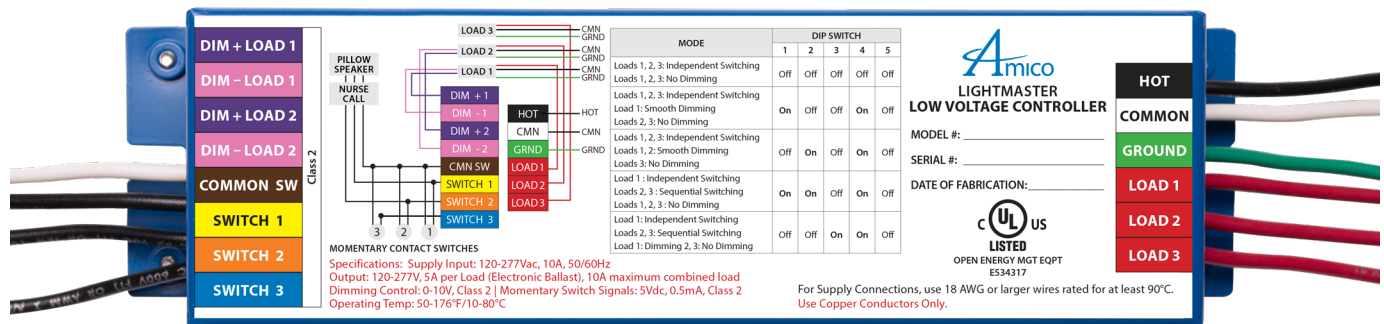 DIM + LOAD 1
DIM – LOAD 1
DIM + LOAD 2
DIM – LOAD 2
COMMON SW
SWITCH 1
SWITCH 2
SWITCH 3
Class 2
PILLOW
SPEAKER
NURSE
CALL
LOAD 3
CMN
GRND
LOAD 2
CMN
GRND
LOAD 1
CMN
GRND
DIM + 1
DIM - 1
DIM + 2
DIM - 2
CMN SW
SWITCH 1
SWITCH 2
SWITCH 3
HOT
HOT
CMN
CMN
GRND
GRND
LOAD 1
LOAD 2
LOAD 3
3 2 1
MOMENTARY CONTACT SWITCHES
MODE
DIP SWITCH
1 2 3 4 5
Loads 1, 2, 3: Independent Switching
Loads 1, 2, 3: No Dimming
Off Off Off Off Off
Loads 1, 2, 3: Independent Switching
Load 1: Smooth Dimming
Loads 2, 3: No Dimming
On Off Off On Off
Loads 1, 2, 3: Independent Switching
Loads 1, 2: Smooth Dimming
Loads 3: No Dimming
Off On Off On Off
Load 1 : Independent Switching
Loads 2, 3 : Sequential Switching
Loads 1, 2, 3 : No Dimming
On On Off On Off
Load 1: Independent Switching
Loads 2, 3: Sequential Switching
Load 1: Dimming 2, 3: No Dimming
Off Off On On Off
Specifications: Supply Input: 120-277Vac, 10A, 50/60Hz
Output: 120-277V, 5A per Load (Electronic Ballast), 10A maximum combined load
Dimming Control: 0-10V, Class 2 | Momentary Switch Signals: 5Vdc, 0.5mA, Class 2
Operating Temp: 50-176°F/10-80°C
Amico
LIGHTMASTER
LOW VOLTAGE CONTROLLER
MODEL #:
SERIAL #:
DATE OF FABRICATION:
C UL US
LISTED
OPEN ENERGY MGT EQPT
E534317
For Supply Connections, use 18 AWG or larger wires rated for at least 90°C.
Use Copper Conductors Only.
HOT
COMMON
GROUND
LOAD 1
LOAD 2
LOAD 3